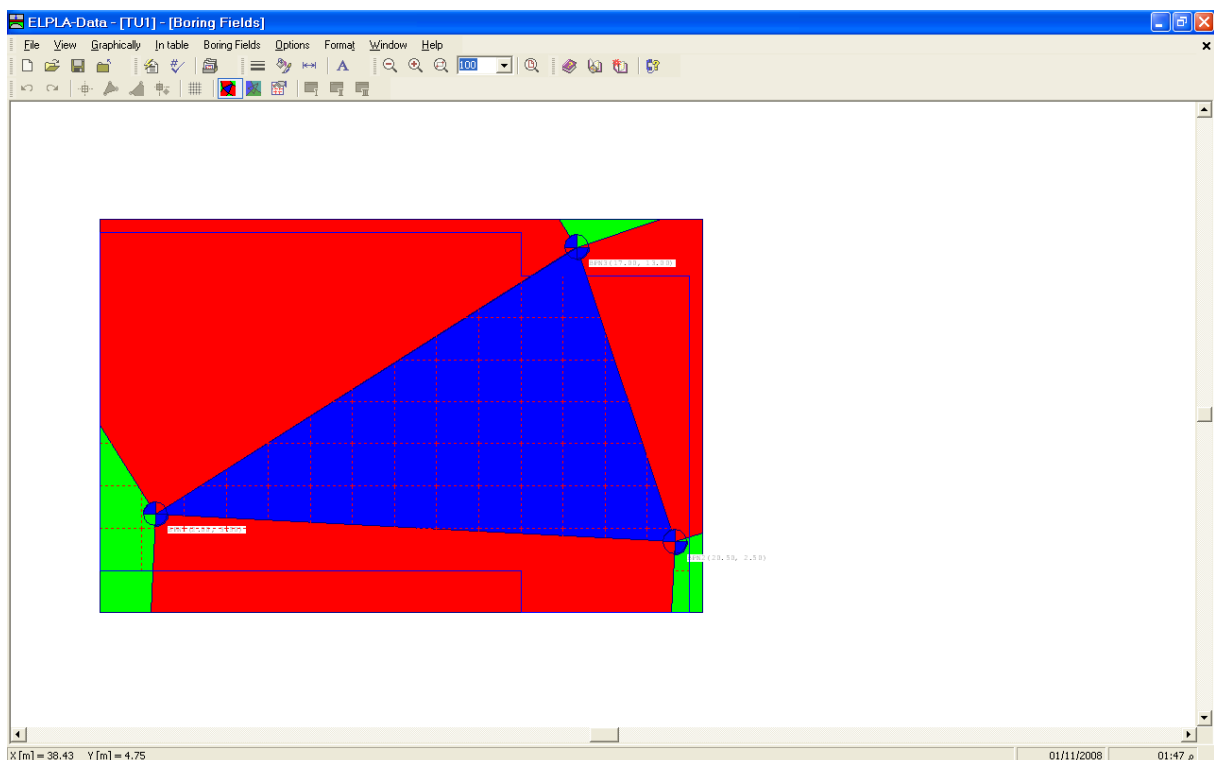 ELPLA-Data - [TU1] - [Boring Fields]
File View Graphically In table Boring Fields Options Format Window Help
100
X [m] = 38.43 Y [m] = 4.75 01/11/2008 01:47 م